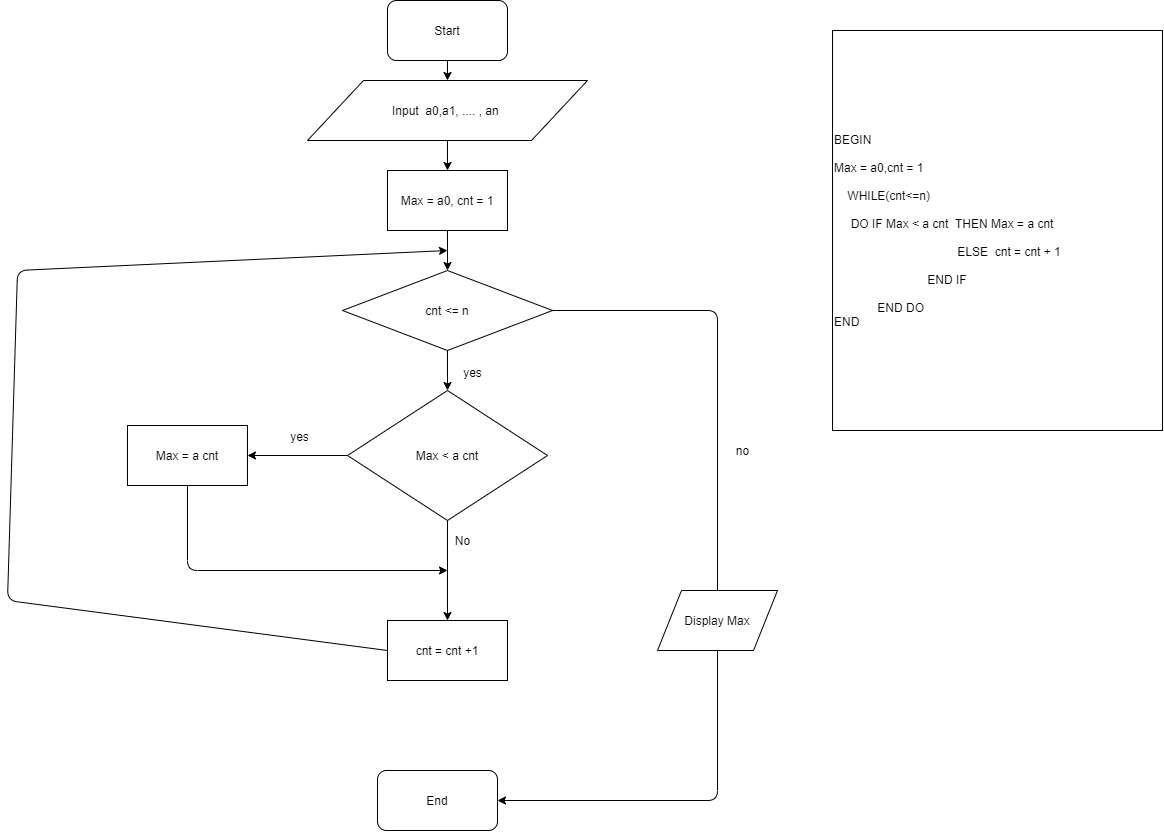 Start
Input  a0,a1, .... , an
Max = a0, cnt = 1
cnt <= n
yes
no
Max < a cnt
yes
Max = a cnt
No
cnt = cnt +1
Display Max
End
BEGIN
Max = a0,cnt = 1
WHILE(cnt<=n)
DO IF Max < a cnt  THEN Max = a cnt
ELSE  cnt = cnt + 1
END IF
END DO
END